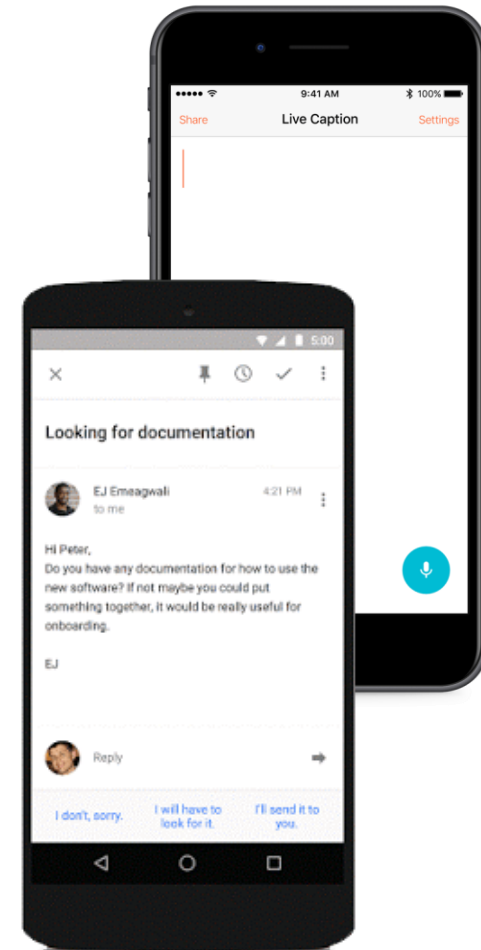 9:41 AM
100%
Share
Live Caption
Settings
5:00
Looking for documentation
EJ Emeagwali
4:21 PM
to me
Hi Peter,
Do you have any documentation for how to use the
new software? If not maybe you could put
something together, it would be really useful for
onboarding.
EJ
Reply
I don't, sorry.
I will have to
look for it.
I'll send it to
you.